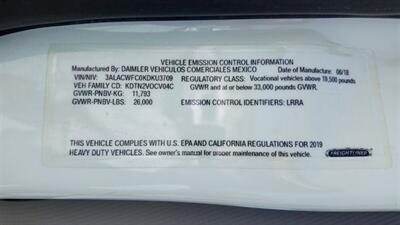 VEHICLE EMISSION CONTROL INFORMATION
Manufactured By: DAIMLER VEHICULOS COMERCIALES MEXICO Date of Manufacture: 06/18
VIN/NIV: 3ALACWFC0KDKU3709 REGULATORY CLASS: Vocational vehicles above 19,500 pounds
VEH FAMILY CD: KDTN2VOCV04C GVWR and at or below 33,000 pounds GVWR.
GVWR-PNBV-KG: 11,793
GVWR-PNBV-LBS: 26,000 EMISSION CONTROL IDENTIFIERS: LRRA
THIS VEHICLE COMPLIES WITH U.S. EPA AND CALIFORNIA REGULATIONS FOR 2019
HEAVY DUTY VEHICLES. See owner's manual for proper maintenance of this vehicle.
FREIGHTLINER